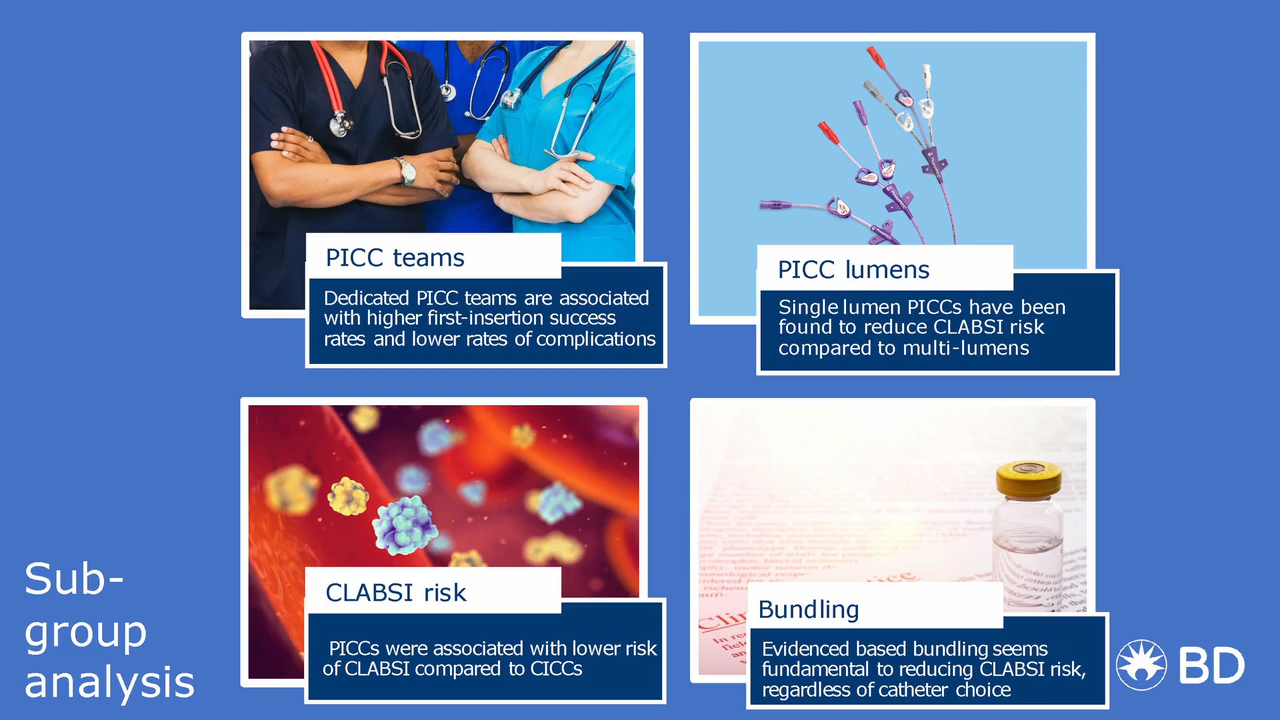 PICC teams
Dedicated PICC teams are associated
with higher first-insertion success
rates and lower rates of complications
PICC lumens
Single lumen PICCs have been
found to reduce CLABSI risk
compared to multi-lumens
CLABSI risk
PICCs were associated with lower risk
of CLABSI compared to CICCs
Bundling
Evidenced based bundling seems
fundamental to reducing CLABSI risk,
regardless of catheter choice
Sub-
group
analysis
BD